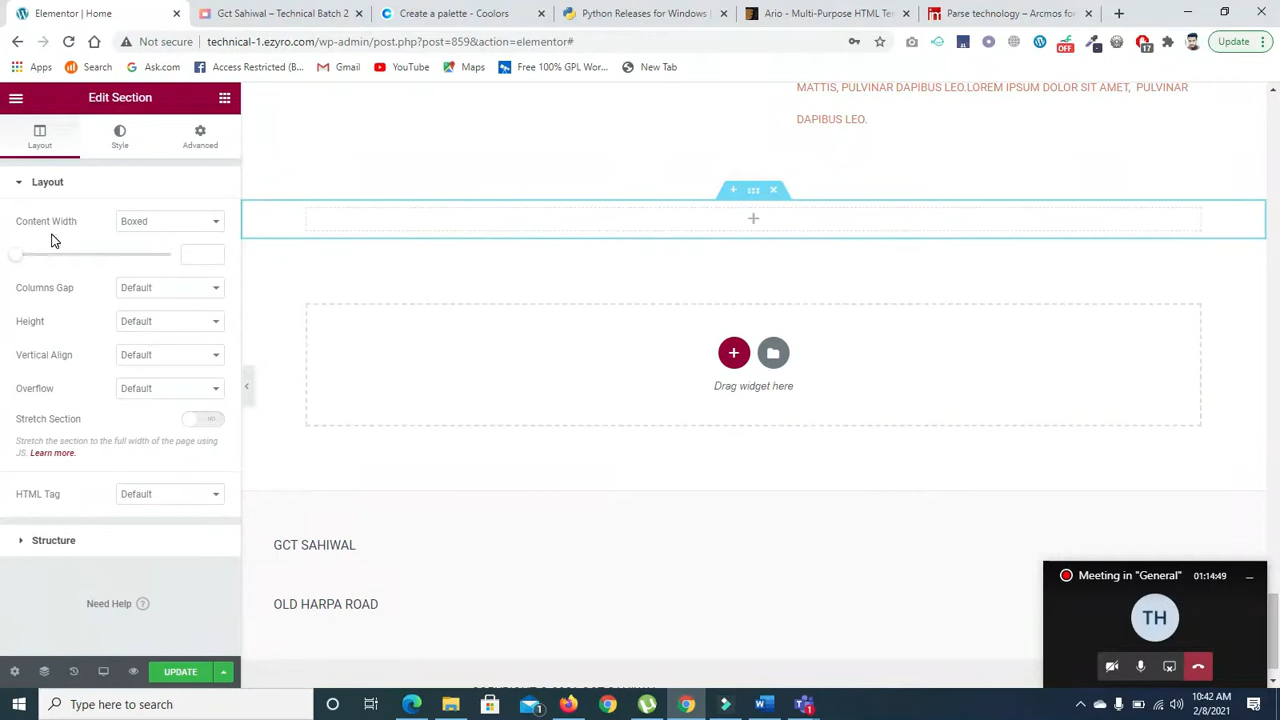 Elementor |
Gct Sahiwal – Technical Batch 2
Create a palette - Coolors
Python Releases for Windows
Ario - Multi-Purpose HTML Tem
Parse technology – Arcmos for
Not secure
technical-1.ezyro.com/wp-admin/post.php?post=859&action=elementor#
OFF
17
Update
Apps
Search
Ask.com
Access Restricted (B...
Gmail
YouTube
Maps
Free 100% GPL Wor...
New Tab
Edit Section
Layout
Style
Advanced
Layout
Content Width
Boxed
Columns Gap
Default
Height
Default
Vertical Align
Default
Overflow
Default
Stretch Section
NO
Stretch the section to the full width of the page using
JS. Learn more.
HTML Tag
Default
Structure
Need Help
UPDATE
MATTIS, PULVINAR DAPIBUS LEO.LOREM IPSUM DOLOR SIT AMET, PULVINAR
DAPIBUS LEO.
Drag widget here
GCT SAHIWAL
OLD HARPA ROAD
Meeting in "General"
01:14:49
TH
Type here to search
10:42 AM
2/8/2021